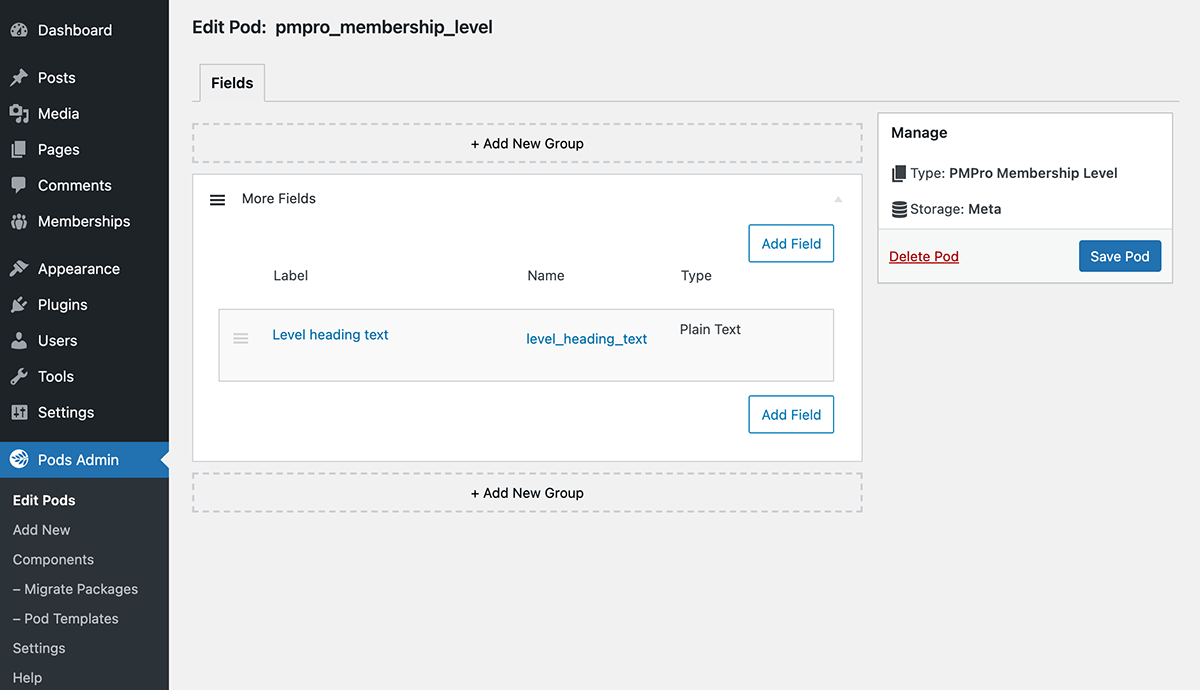 Dashboard
Posts
Media
Pages
Comments
Memberships
Appearance
Plugins
Users
Tools
Settings
Pods Admin
Edit Pods
Add New
Components
– Migrate Packages
– Pod Templates
Settings
Help
Edit Pod: pmpro_membership_level
Fields
+ Add New Group
More Fields
Add Field
Label Name Type
Level heading text level_heading_text Plain Text
Add Field
+ Add New Group
Manage
Type: PMPro Membership Level
Storage: Meta
Delete Pod Save Pod